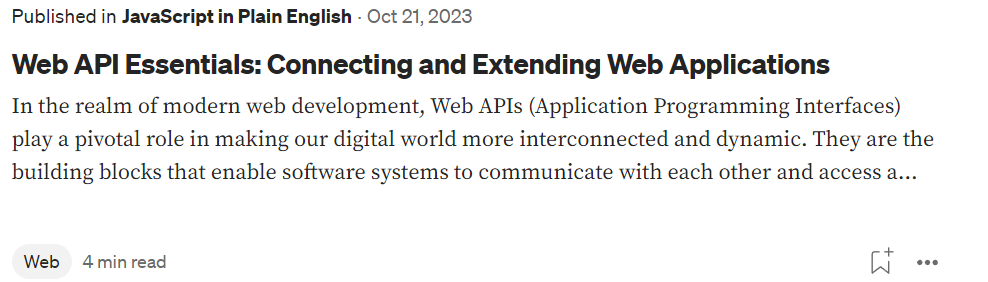 Published in JavaScript in Plain English · Oct 21, 2023
Web API Essentials: Connecting and Extending Web Applications
In the realm of modern web development, Web APIs (Application Programming Interfaces)
play a pivotal role in making our digital world more interconnected and dynamic. They are the
building blocks that enable software systems to communicate with each other and access a...
Web 4 min read